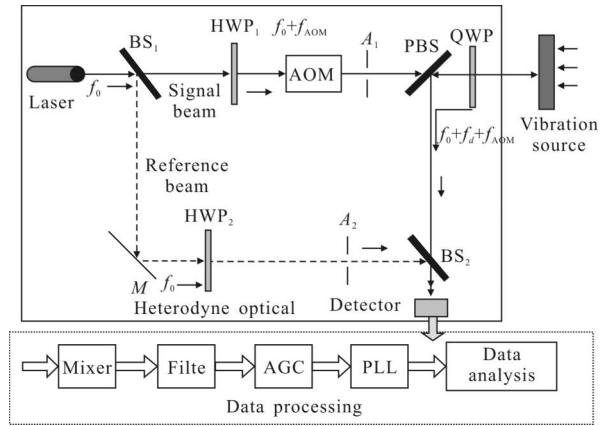 BS1
HWP1
f0+fAOM
A1
PBS
QWP
AOM
Laser
f0
Signal
beam
Vibration
source
f0+fd+fAOM
Reference
beam
HWP2
A2
BS2
M
f0
Heterodyne optical
Detector
Mixer
Filte
AGC
PLL
Data
analysis
Data processing